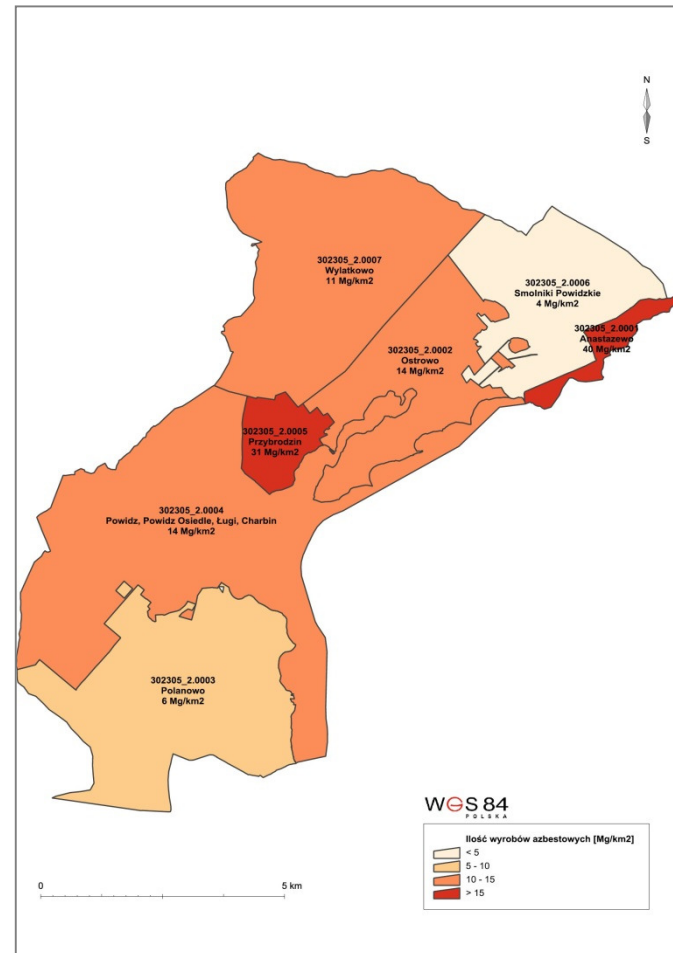 N
S
302305_2.0007
Wylatkowo
11 Mg/km2
302305_2.0006
Smolniki Powidzkie
4 Mg/km2
302305_2.0001
Anastazewo
40 Mg/km2
302305_2.0002
Ostrowo
14 Mg/km2
302305_2.0005
Przybrodzin
31 Mg/km2
302305_2.0004
Powidz, Powidz Osiedle, Ługi, Charbin
14 Mg/km2
302305_2.0003
Polanowo
6 Mg/km2
WGS 84
POLSKA
Ilość wyrobów azbestowych [Mg/km2]
< 5
5 - 10
10 - 15
> 15
0 5 km